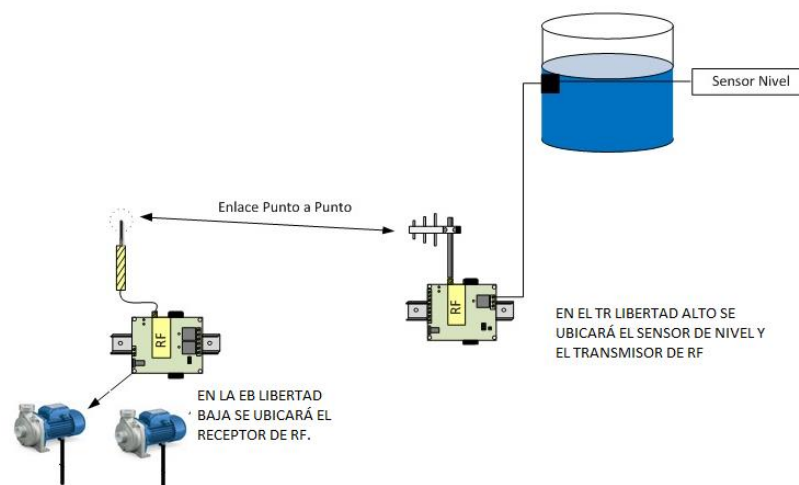 Sensor Nivel
Enlace Punto a Punto
RF
EN EL TR LIBERTAD ALTO SE
UBICARÁ EL SENSOR DE NIVEL Y
EL TRANSMISOR DE RF
RF
EN LA EB LIBERTAD
BAJA SE UBICARÁ EL
RECEPTOR DE RF.